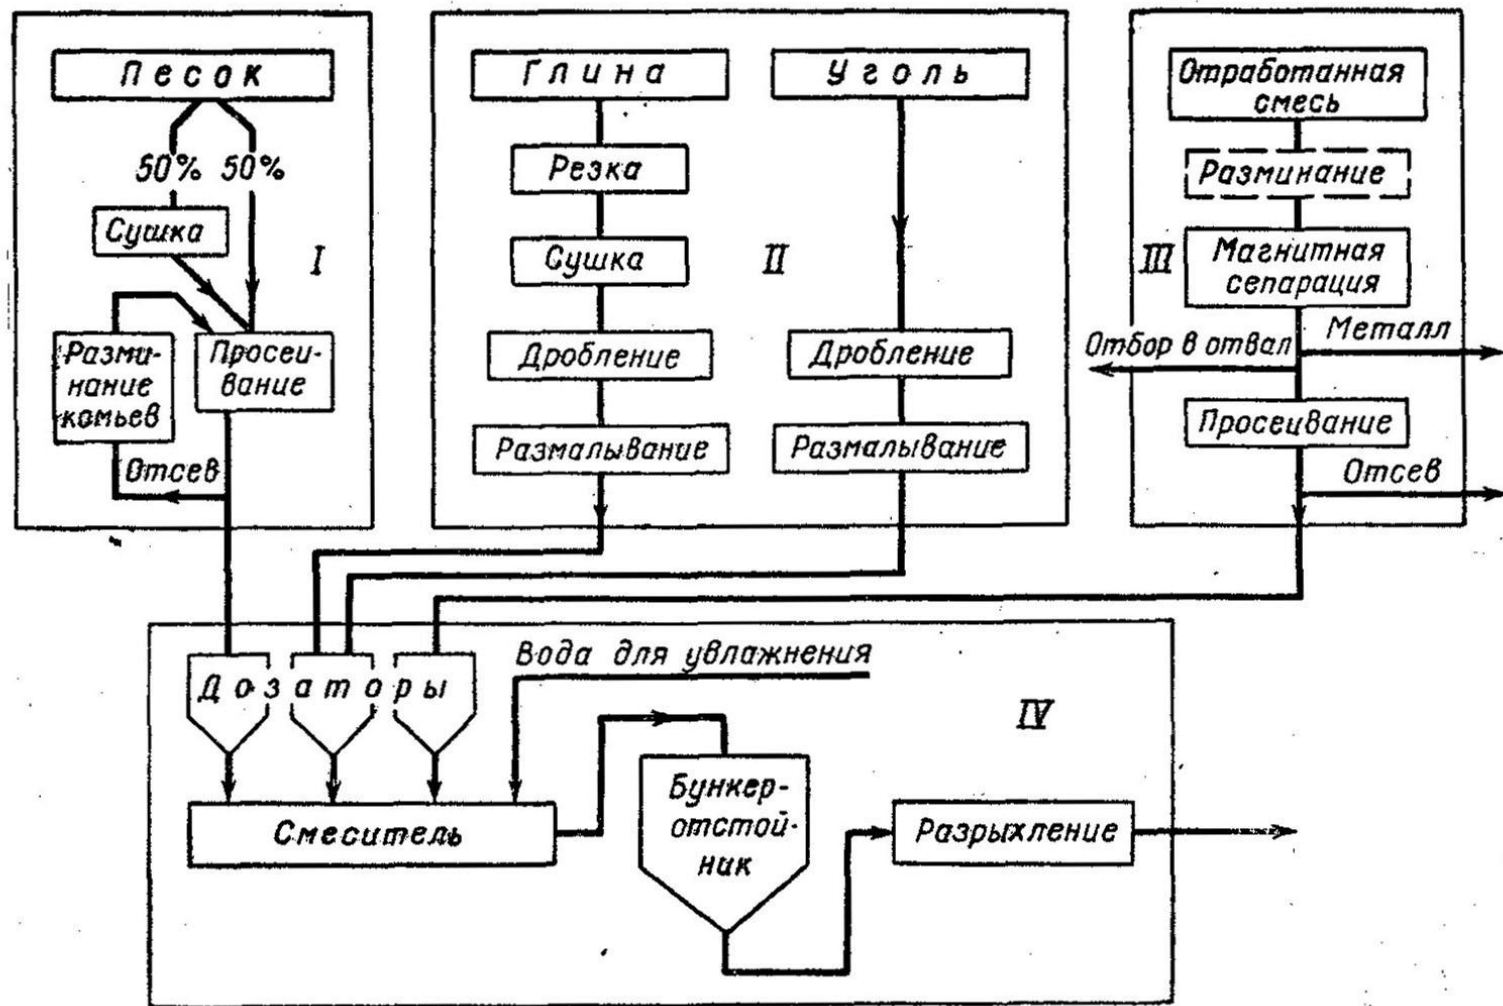 Песок
50% 50%
Сушка
I
Разми-
нание
комьев
Просеи-
вание
Отсев
Глина
Уголь
Резка
Сушка
II
Дробление
Дробление
Размалывание
Размалывание
Отработанная
смесь
Разминание
III
Магнитная
сепарация
Металл
Отбор в отвал
Просеивание
Отсев
Дозаторы
Вода для увлажнения
IV
Смеситель
Бункер-
отстой-
ник
Разрыхление